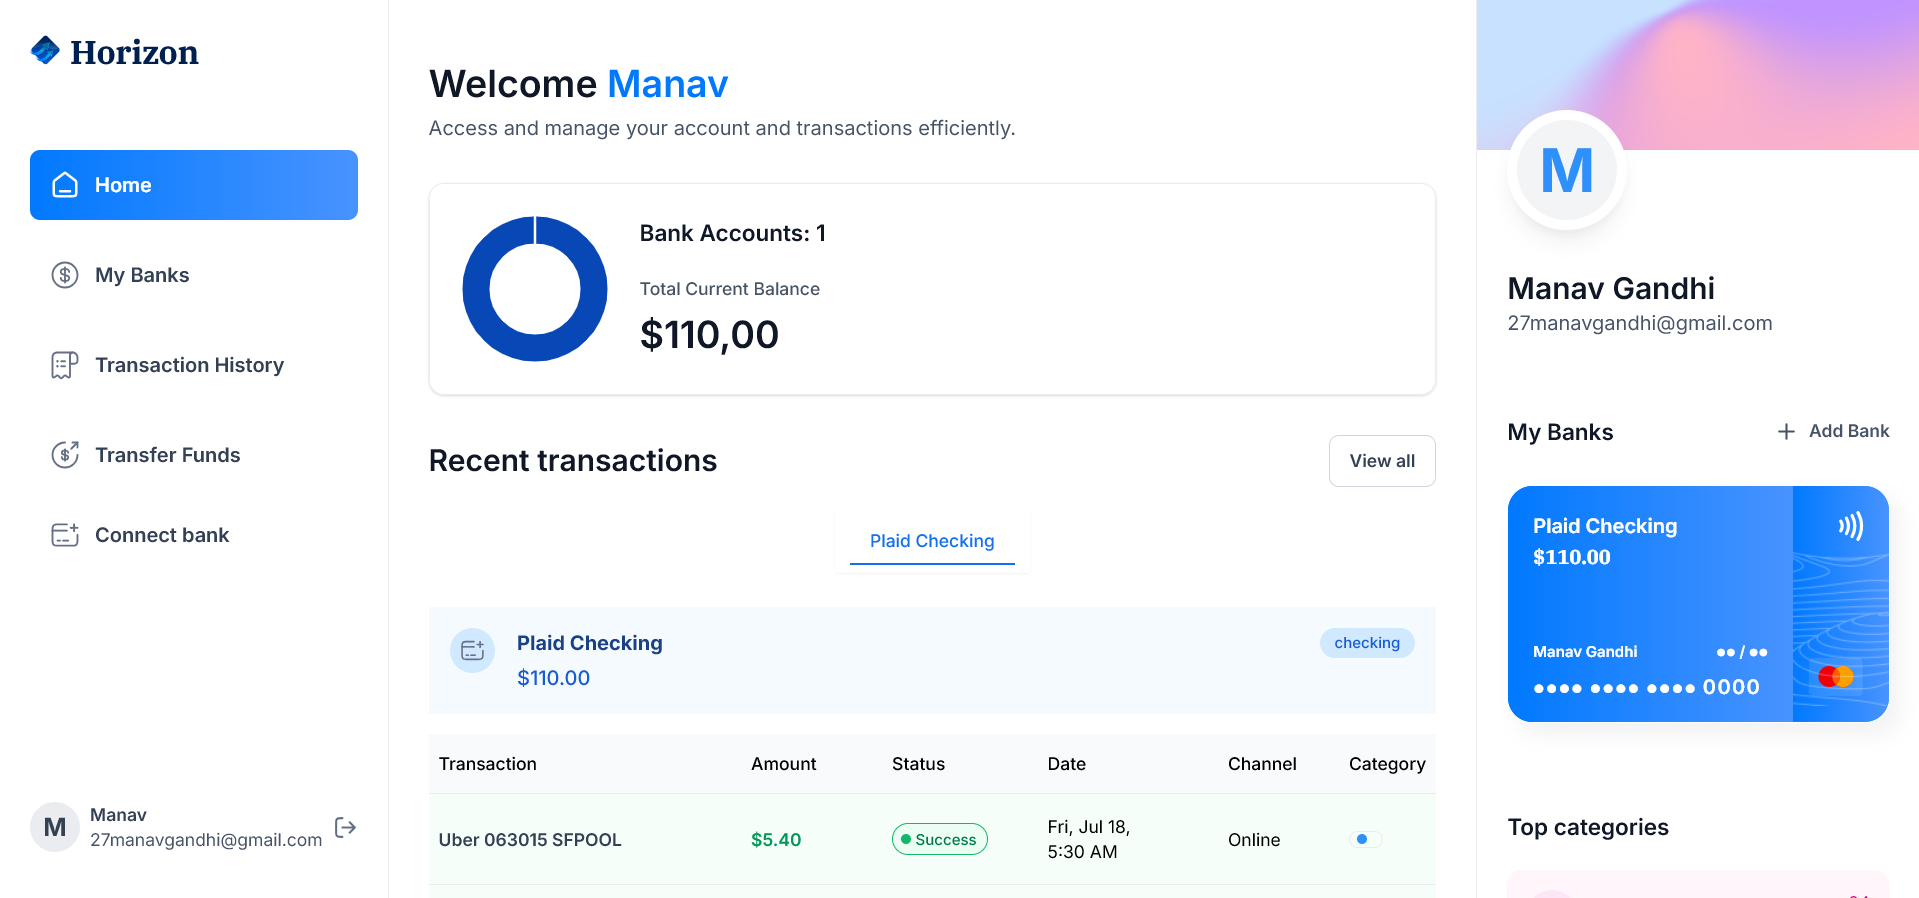 Horizon
Home
My Banks
Transaction History
Transfer Funds
Connect bank
M
Manav
27manavgandhi@gmail.com
Welcome Manav
Access and manage your account and transactions efficiently.
Bank Accounts: 1
Total Current Balance
$110,00
Recent transactions
View all
Plaid Checking
Plaid Checking
checking
$110.00
Transaction Amount Status Date Channel Category
Uber 063015 SFPOOL $5.40 Success Fri, Jul 18, 5:30 AM Online
M
Manav Gandhi
27manavgandhi@gmail.com
My Banks
+ Add Bank
Plaid Checking
$110.00
Manav Gandhi ●● / ●●
●●●● ●●●● ●●●● 0000
Top categories